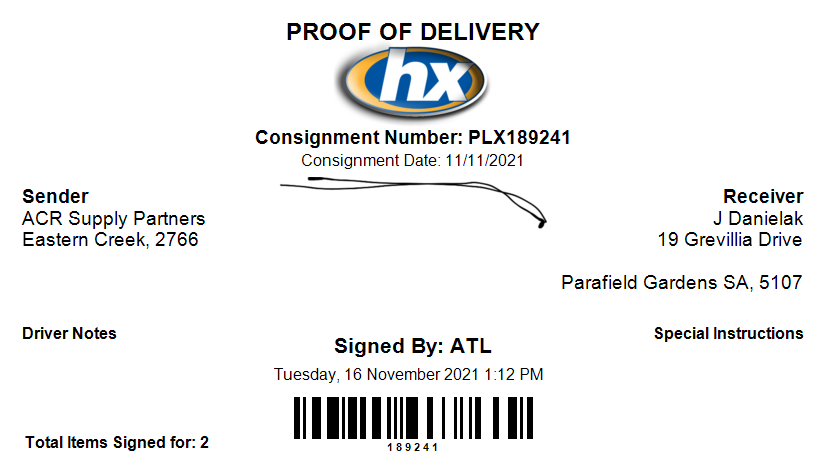 PROOF OF DELIVERY
hx
Consignment Number: PLX189241
Consignment Date: 11/11/2021
Sender
ACR Supply Partners
Eastern Creek, 2766
Receiver
J Danielak
19 Grevillia Drive
Parafield Gardens SA, 5107
Driver Notes
Special Instructions
Signed By: ATL
Tuesday, 16 November 2021 1:12 PM
189241
Total Items Signed for: 2